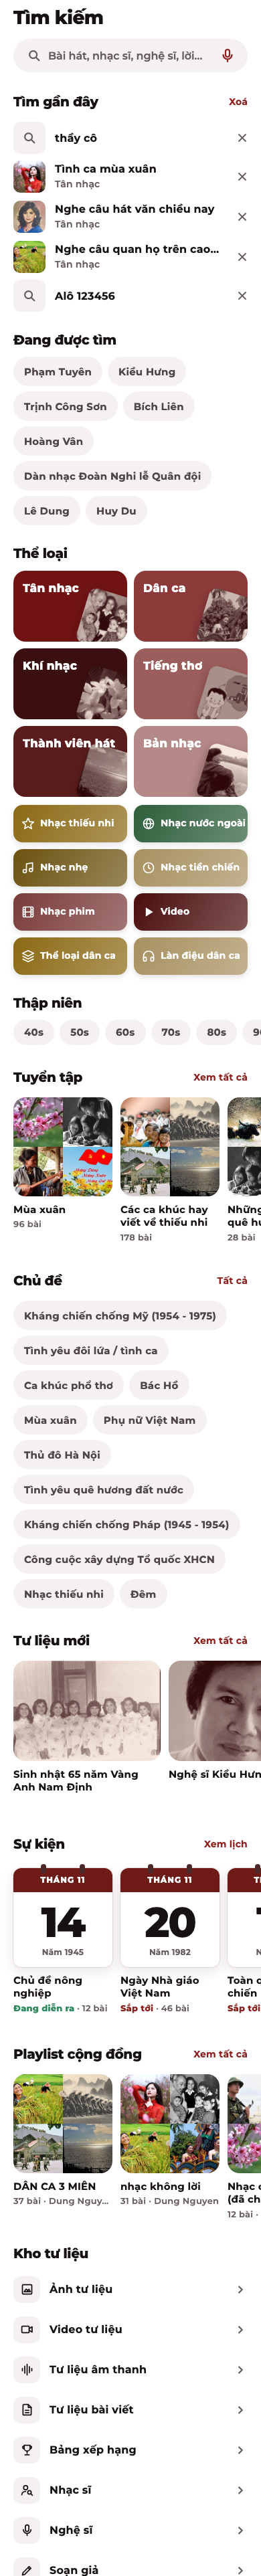 Tìm kiếm
Bài hát, nhạc sĩ, nghệ sĩ, lời...
Tìm gần đây
Xoá
thầy cô
Tình ca mùa xuân
Tân nhạc
Nghe câu hát văn chiều nay
Tân nhạc
Nghe câu quan họ trên cao...
Tân nhạc
Alô 123456
Đang được tìm
Phạm Tuyên
Kiều Hưng
Trịnh Công Sơn
Bích Liên
Hoàng Vân
Dàn nhạc Đoàn Nghi lễ Quân đội
Lê Dung
Huy Du
Thể loại
Tân nhạc
Dân ca
Khí nhạc
Tiếng thơ
Thành viên hát
Bản nhạc
Nhạc thiếu nhi
Nhạc nước ngoài
Nhạc nhẹ
Nhạc tiền chiến
Nhạc phim
Video
Thể loại dân ca
Làn điệu dân ca
Thập niên
40s
50s
60s
70s
80s
Tuyển tập
Xem tất cả
Mùa xuân
96 bài
Các ca khúc hay
viết về thiếu nhi
178 bài
Những
quê hư
28 bài
Chủ đề
Tất cả
Kháng chiến chống Mỹ (1954 - 1975)
Tình yêu đôi lứa / tình ca
Ca khúc phổ thơ
Bác Hồ
Mùa xuân
Phụ nữ Việt Nam
Thủ đô Hà Nội
Tình yêu quê hương đất nước
Kháng chiến chống Pháp (1945 - 1954)
Công cuộc xây dựng Tổ quốc XHCN
Nhạc thiếu nhi
Đêm
Tư liệu mới
Xem tất cả
Sinh nhật 65 năm Vàng
Anh Nam Định
Nghệ sĩ Kiều Hưn
Sự kiện
Xem lịch
THÁNG 11
14
Năm 1945
Chủ đề nông
nghiệp
Đang diễn ra · 12 bài
THÁNG 11
20
Năm 1982
Ngày Nhà giáo
Việt Nam
Sắp tới · 46 bài
Toàn q
chiến
Sắp tới
Playlist cộng đồng
Xem tất cả
DÂN CA 3 MIỀN
37 bài · Dung Nguy...
nhạc không lời
31 bài · Dung Nguyen
Nhạc c
(đã ch
12 bài ·
Kho tư liệu
Ảnh tư liệu
Video tư liệu
Tư liệu âm thanh
Tư liệu bài viết
Bảng xếp hạng
Nhạc sĩ
Nghệ sĩ
Soạn giả